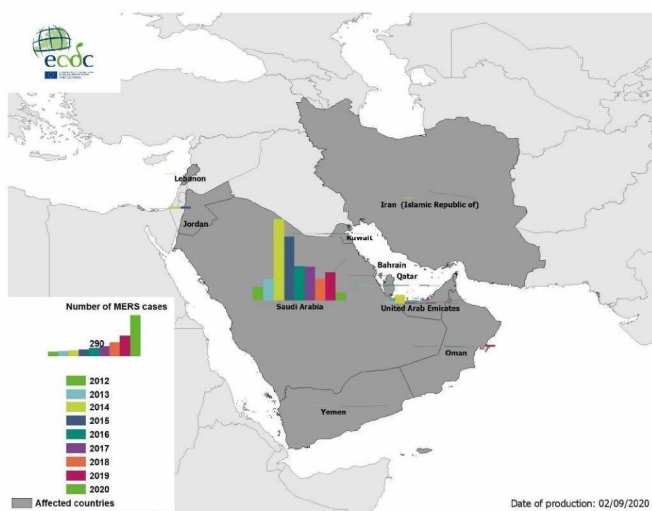 ecdc
Lebanon
Iran (Islamic Republic of)
Jordan
Kuwait
Bahrain
Qatar
Saudi Arabia
United Arab Emirates
Oman
Yemen
Number of MERS cases
290
2012
2013
2014
2015
2016
2017
2018
2019
2020
Affected countries
Date of production: 02/09/2020